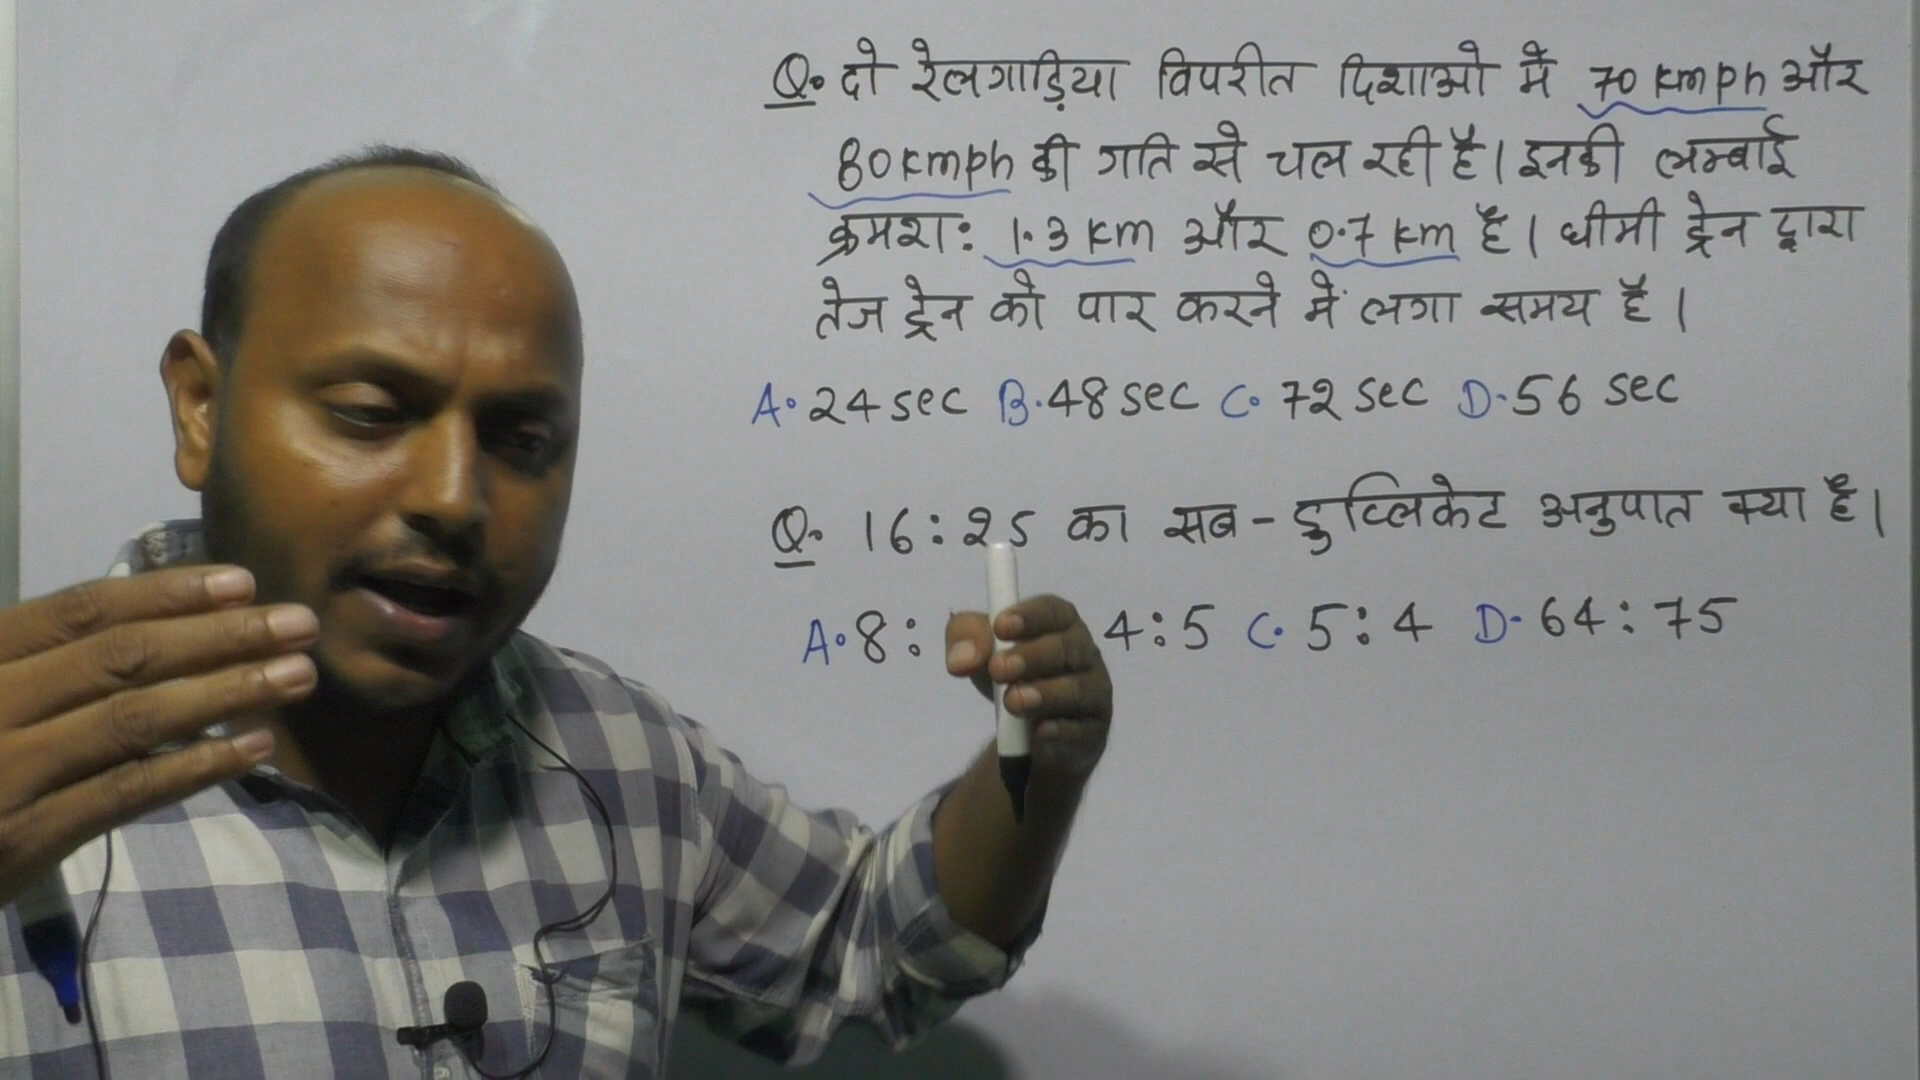 Q. दो रेलगाड़िया विपरीत दिशाओ में 70 kmph और
80 kmph की गति से चल रही है। इनकी लम्बाई
क्रमश: 1.3 km और 0.7 km है। धीमी ट्रेन द्वारा
तेज ट्रेन को पार करने में लगा समय है।
A. 24 sec B. 48 sec C. 72 sec D. 56 sec
Q. 16 : 25 का सब-डुप्लिकेट अनुपात क्या है।
A. 8 : 4 : 5 C. 5 : 4 D. 64 : 75